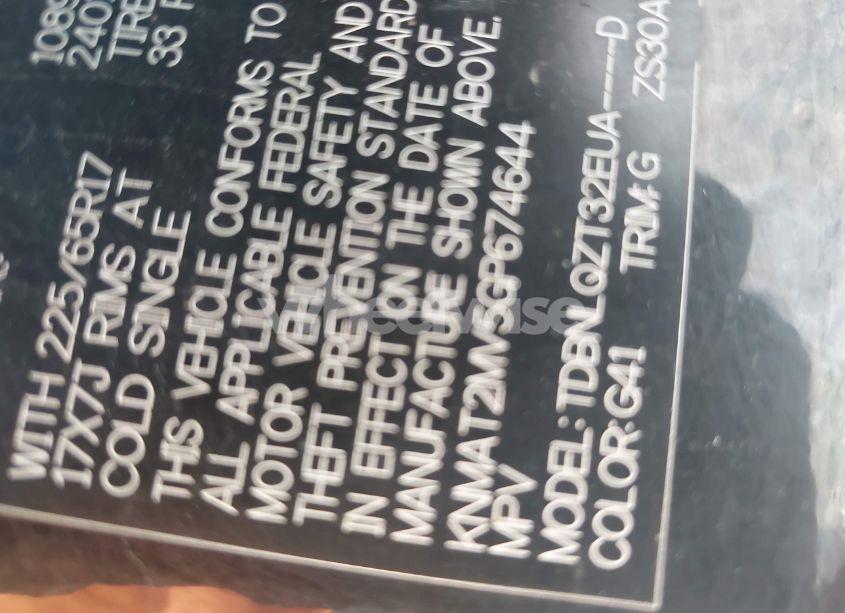 1089
240
TIRE
33
WITH 225/65R17
17X7J RIMS AT
COLD SINGLE
THIS VEHICLE CONFORMS TO
ALL APPLICABLE FEDERAL
MOTOR VEHICLE SAFETY AND
THEFT PREVENTION STANDARD
IN EFFECT ON THE DATE OF
MANUFACTURE SHOWN ABOVE.
KNMAT2MV5GP674644
MPV
MODEL: TDBNLQZT32EUA-----D
COLOR:G41 TRIM:G ZS30A